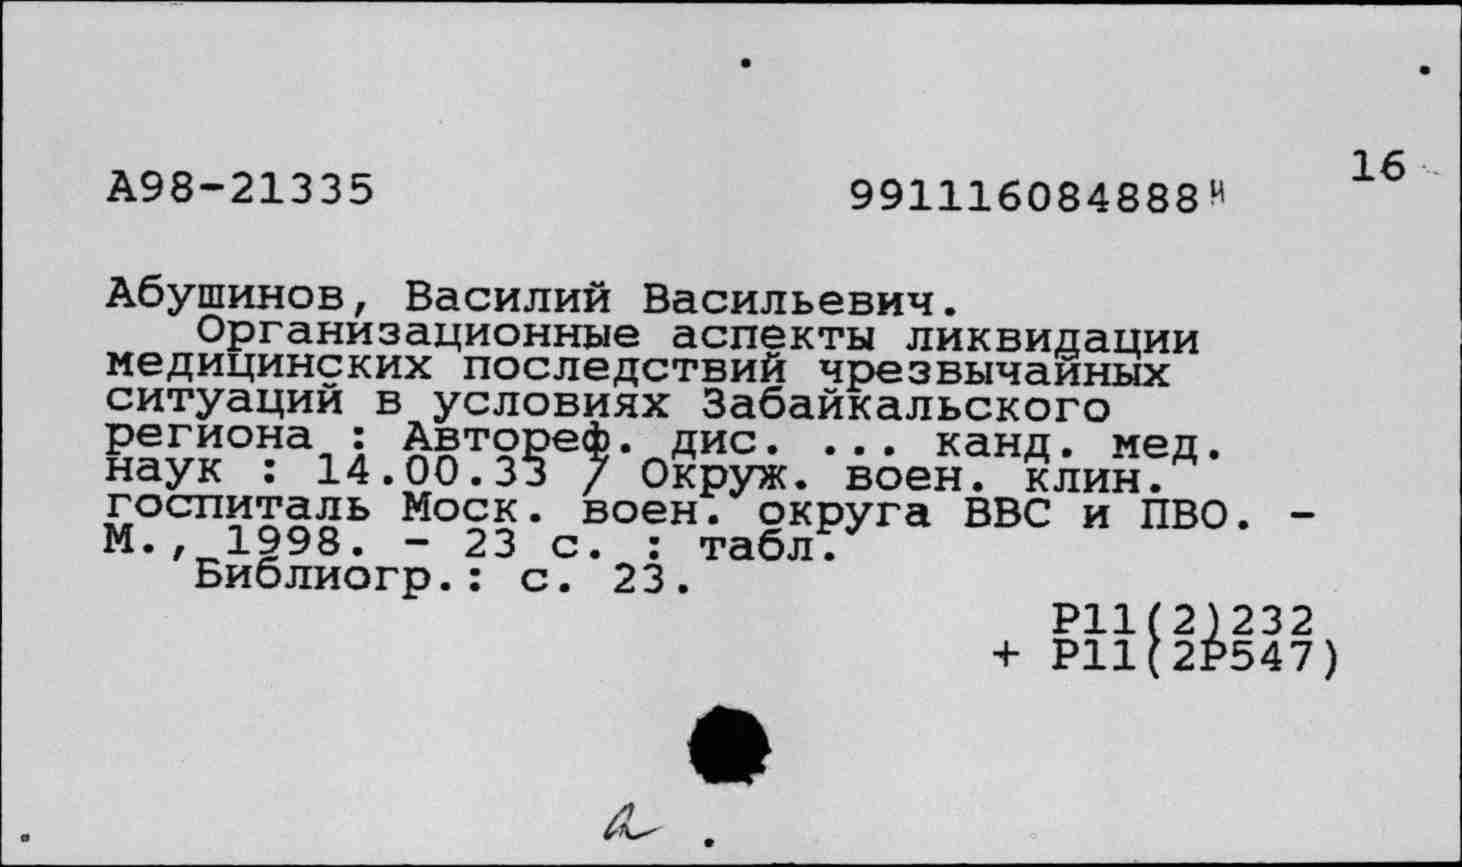 16
А98-21335 991116084888и
Абушинов, Василий Васильевич.
Организационные аспекты ликвидации
медицинских последствий чрезвычайных
ситуаций в условиях Забайкальского
региона : Автореф. дис. ... канд. мед.
наук : 14.00.33 / Окруж. воен. клин.
госпиталь Моск. воен. округа ВВС и ПВО. -
М., 1998. - 23 с. : табл.
Библиогр.: с. 23.
Р11(2)232
+ Р11(2Р547)